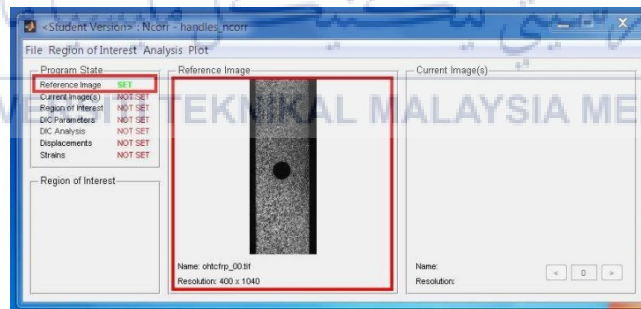 <Student Version> : Ncorr - handles_ncorr
File Region of Interest Analysis Plot
Program State
Reference Image SET
Current Image(s) NOT SET
Region of Interest NOT SET
DIC Parameters NOT SET
DIC Analysis NOT SET
Displacements NOT SET
Strains NOT SET
Region of Interest
Reference Image
Name: ohtcfrp_00.tif
Resolution: 400 x 1040
Current Image(s)
Name:
Resolution:
< 0 >
TEKNIKAL MALAYSIA ME